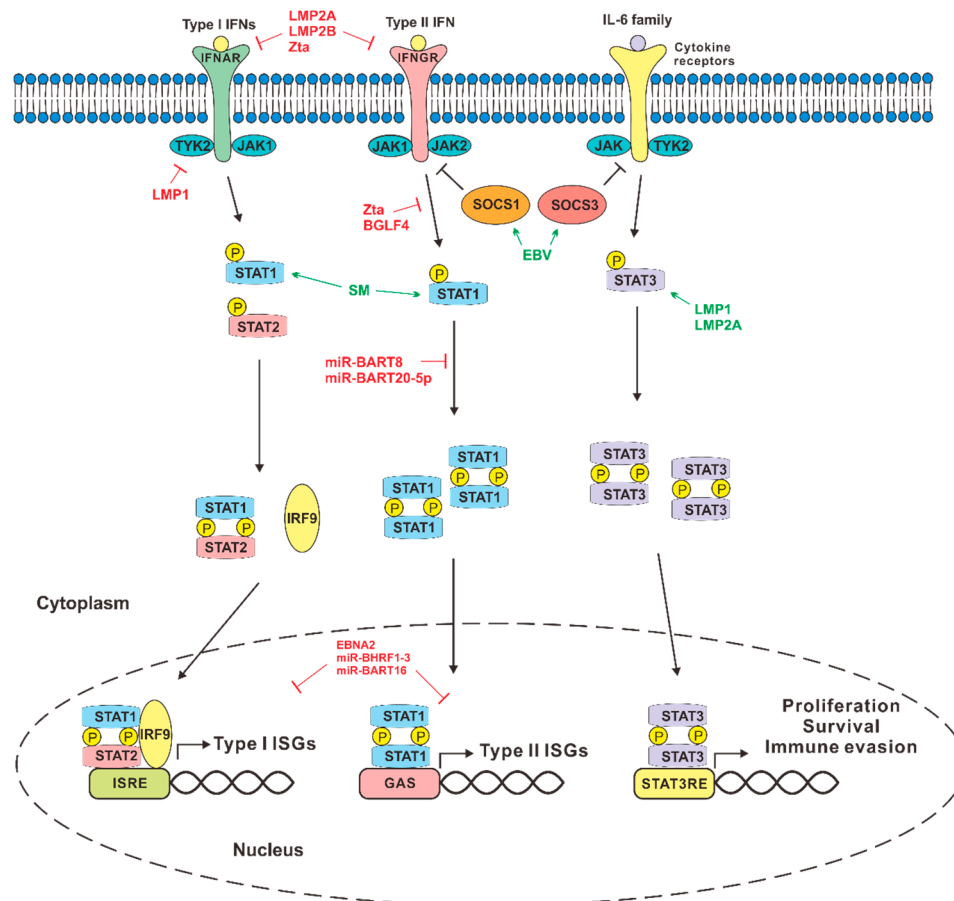 LMP2A
LMP2B
Zta
Type I IFNs
Type II IFN
IL-6 family
IFNAR
IFNGR
Cytokine
receptors
TYK2
JAK1
JAK1
JAK2
JAK
TYK2
LMP1
SOCS1
SOCS3
Zta
BGLF4
EBV
P
STAT1
SM
P
STAT1
P
STAT3
LMP1
LMP2A
P
STAT2
miR-BART8
miR-BART20-5p
STAT1
P P
STAT2
IRF9
STAT1
P P
STAT1
STAT1
P P
STAT1
STAT3
P P
STAT3
STAT3
P P
STAT3
Cytoplasm
EBNA2
miR-BHRF1-3
miR-BART16
STAT1
P P
STAT2
IRF9
ISRE
Type I ISGs
STAT1
P P
STAT1
GAS
Type II ISGs
STAT3
P P
STAT3
STAT3RE
Proliferation
Survival
Immune evasion
Nucleus